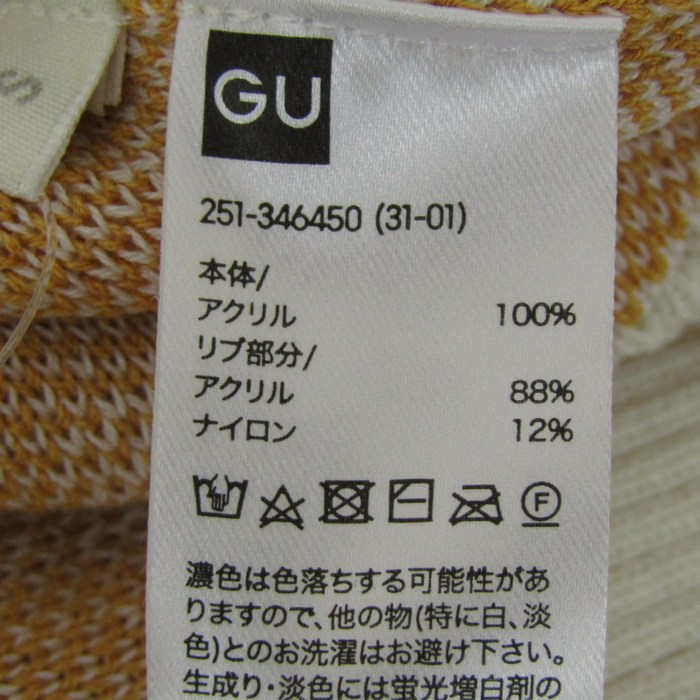 S
GU
251-346450 (31-01)
本体/
アクリル 100%
リブ部分/
アクリル 88%
ナイロン 12%
F
濃色は色落ちする可能性があ
りますので、他の物(特に白、淡
色)とのお洗濯はお避け下さい。
生成り・淡色には蛍光増白剤の